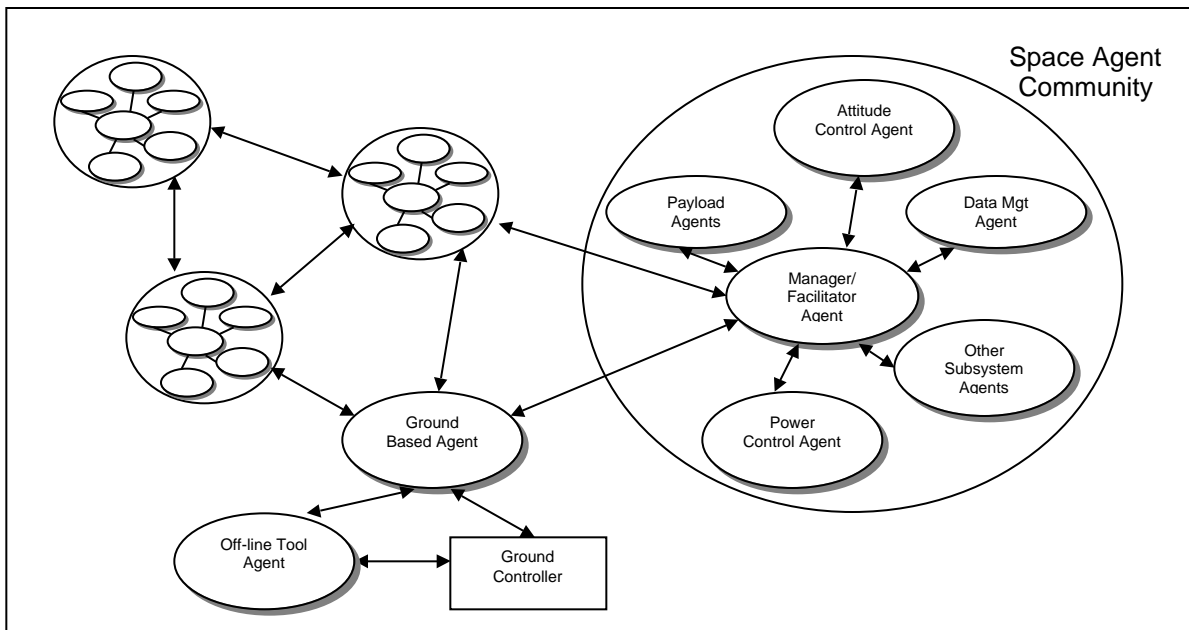 Space Agent
Community
Attitude
Control Agent
Payload
Agents
Data Mgt
Agent
Manager/
Facilitator
Agent
Other
Subsystem
Agents
Power
Control Agent
Ground
Based Agent
Off-line Tool
Agent
Ground
Controller